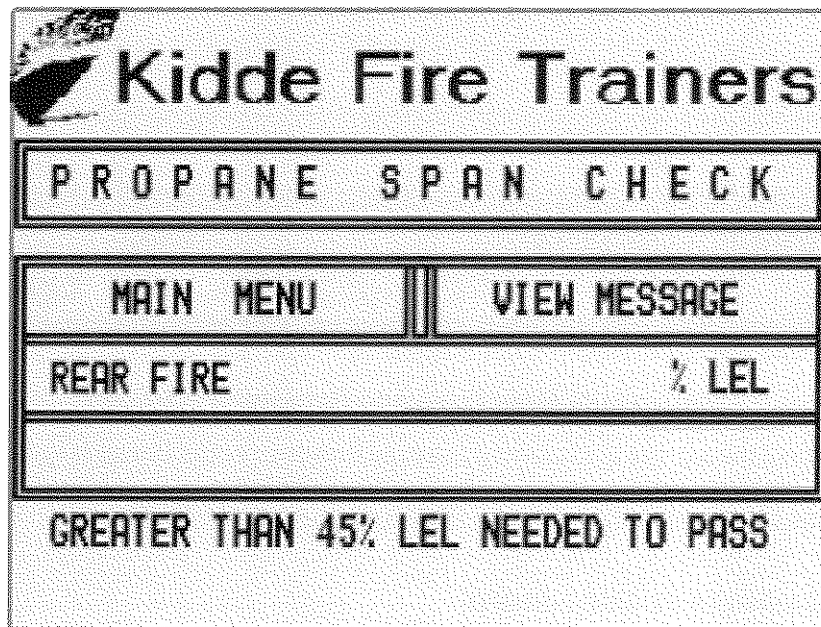 Kidde Fire Trainers
PROPANE SPAN CHECK
MAIN MENU VIEW MESSAGE
REAR FIRE % LEL
GREATER THAN 45% LEL NEEDED TO PASS